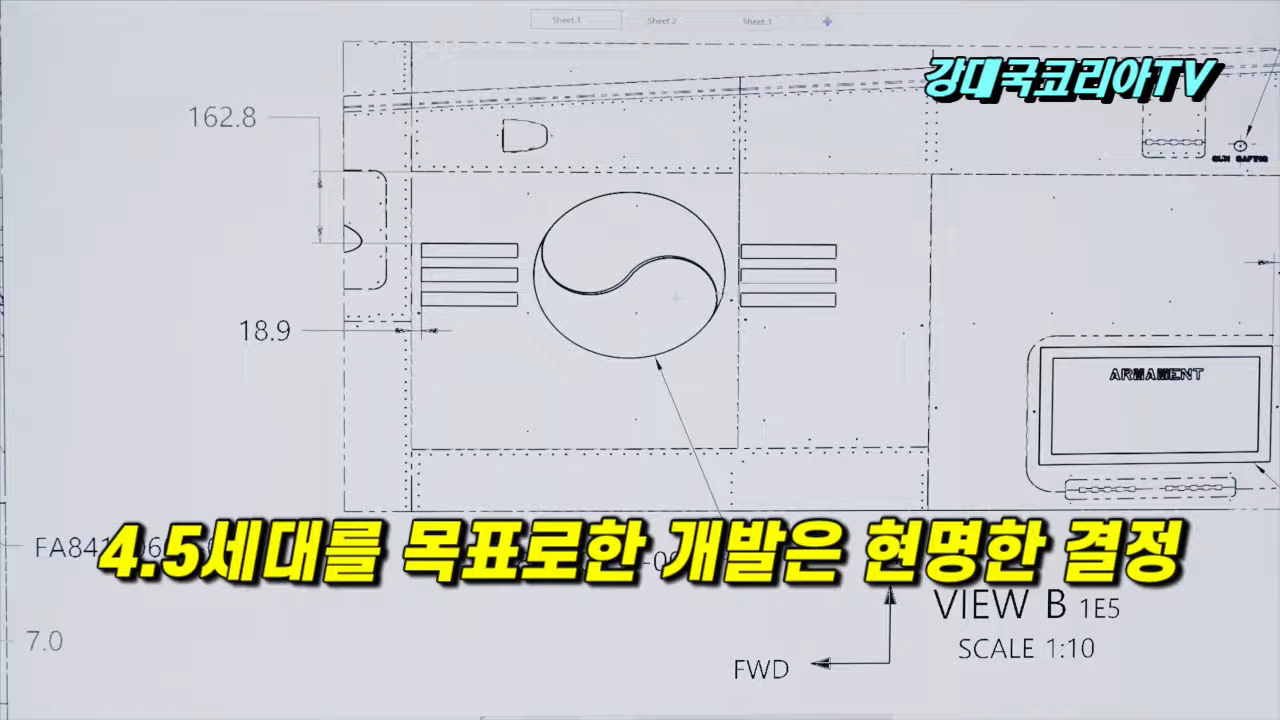 Sheet 1
Sheet 2
Sheet 3
강대국코리아TV
162.8
18.9
ARMAMENT
4.5세대를 목표로한 개발은 현명한 결정
VIEW B 1E5
SCALE 1:10
7.0
FWD